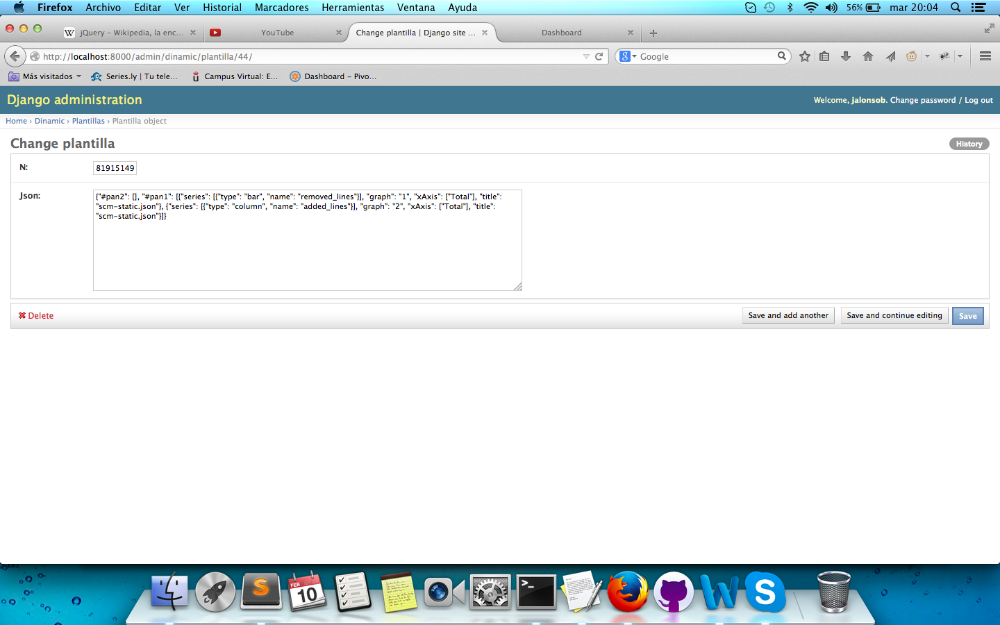 Firefox Archivo Editar Ver Historial Marcadores Herramientas Ventana Ayuda 56% mar 20:04
W jQuery – Wikipedia, la enc... YouTube Change plantilla | Django site ... Dashboard
http://localhost:8000/admin/dinamic/plantilla/44/ 8 Google
Más visitados Series.ly | Tu tele... ü Campus Virtual: E... Dashboard – Pivo...
Django administration Welcome, jalonsob. Change password / Log out
Home › Dinamic › Plantillas › Plantilla object
Change plantilla History
N: 81915149
Json: {"#pan2": [], "#pan1": [{"series": [{"type": "bar", "name": "removed_lines"}], "graph": "1", "xAxis": ["Total"], "title":
"scm-static.json"}, {"series": [{"type": "column", "name": "added_lines"}], "graph": "2", "xAxis": ["Total"], "title":
"scm-static.json"}]}
Delete Save and add another Save and continue editing Save
FEB
10
S
>_
W
S